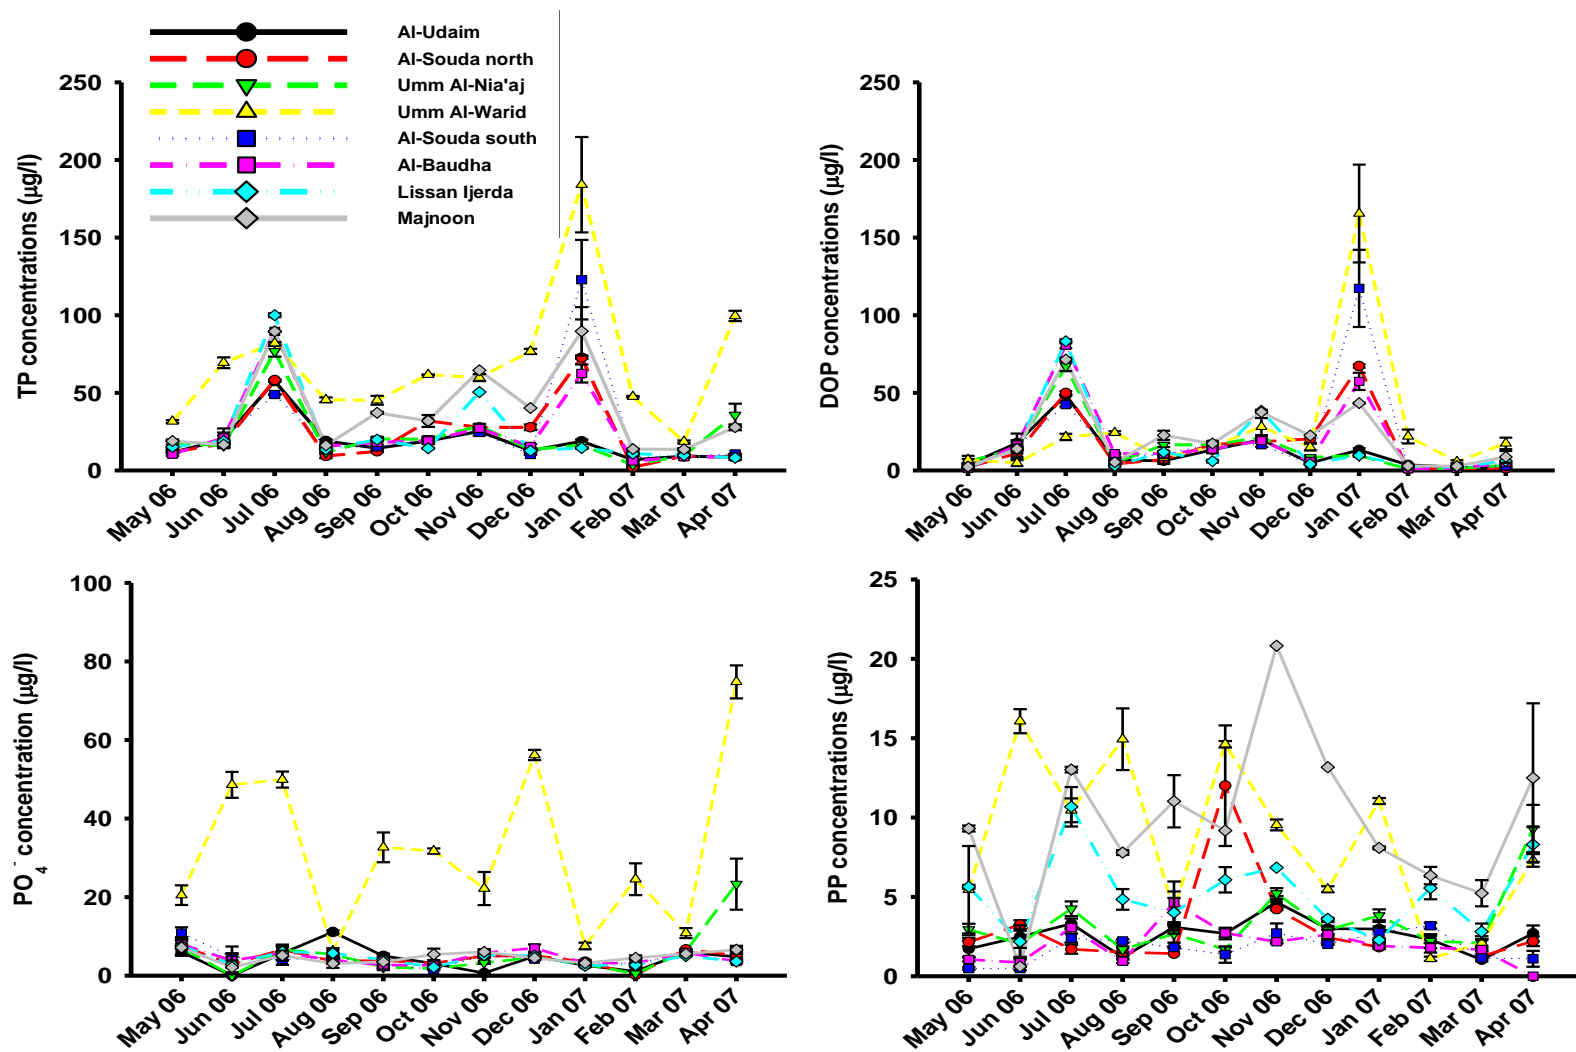 Al-Udaim
Al-Souda north
Umm Al-Nia'aj
Umm Al-Warid
Al-Souda south
Al-Baudha
Lissan Ijerda
Majnoon
TP concentrations (µg/l)
250
200
150
100
50
0
May 06 Jun 06 Jul 06 Aug 06 Sep 06 Oct 06 Nov 06 Dec 06 Jan 07 Feb 07 Mar 07 Apr 07
DOP concentrations (µg/l)
250
200
150
100
50
0
May 06 Jun 06 Jul 06 Aug 06 Sep 06 Oct 06 Nov 06 Dec 06 Jan 07 Feb 07 Mar 07 Apr 07
PO4- concentration (µg/l)
100
80
60
40
20
0
May 06 Jun 06 Jul 06 Aug 06 Sep 06 Oct 06 Nov 06 Dec 06 Jan 07 Feb 07 Mar 07 Apr 07
PP concentrations (µg/l)
25
20
15
10
5
0
May 06 Jun 06 Jul 06 Aug 06 Sep 06 Oct 06 Nov 06 Dec 06 Jan 07 Feb 07 Mar 07 Apr 07